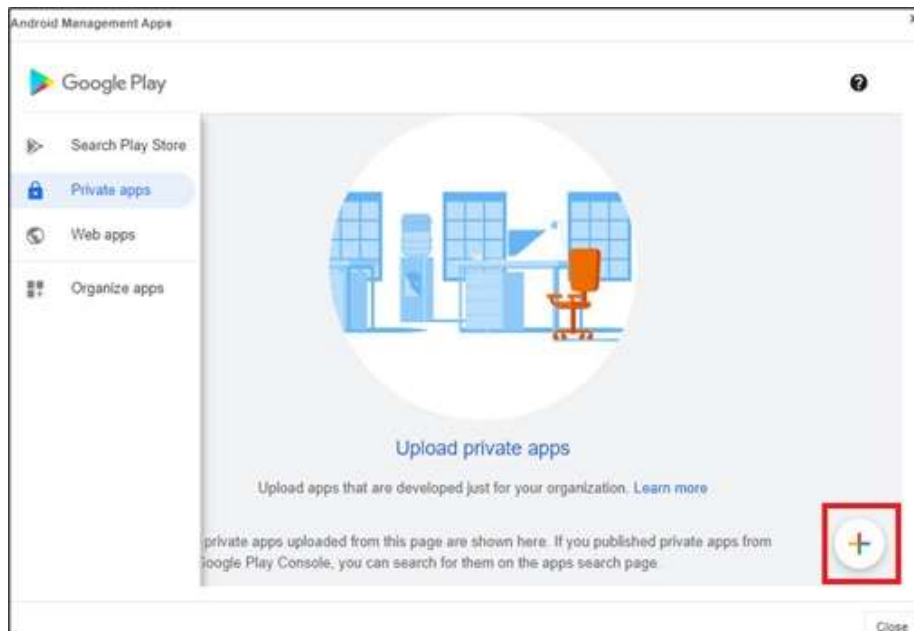 Android Management Apps
Google Play
Search Play Store
Private apps
Web apps
Organize apps
Upload private apps
Upload apps that are developed just for your organization. Learn more
private apps uploaded from this page are shown here. If you published private apps from
Google Play Console, you can search for them on the apps search page.
Close